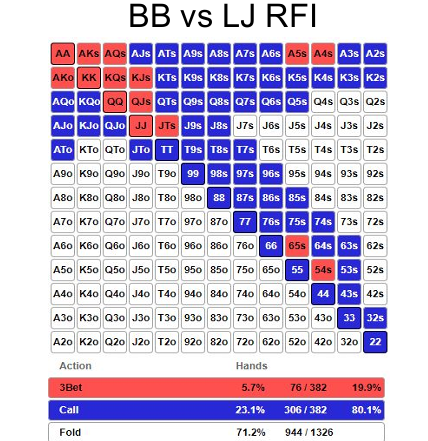 BB vs LJ RFI
AA AKs AQs AJs ATs A9s A8s A7s A6s A5s A4s A3s A2s
AKo KK KQs KJs KTs K9s K8s K7s K6s K5s K4s K3s K2s
AQo KQo QQ QJs QTs Q9s Q8s Q7s Q6s Q5s Q4s Q3s Q2s
AJo KJo QJo JJ JTs J9s J8s J7s J6s J5s J4s J3s J2s
ATo KTo QTo JTo TT T9s T8s T7s T6s T5s T4s T3s T2s
A9o K9o Q9o J9o T9o 99 98s 97s 96s 95s 94s 93s 92s
A8o K8o Q8o J8o T8o 98o 88 87s 86s 85s 84s 83s 82s
A7o K7o Q7o J7o T7o 97o 87o 77 76s 75s 74s 73s 72s
A6o K6o Q6o J6o T6o 96o 86o 76o 66 65s 64s 63s 62s
A5o K5o Q5o J5o T5o 95o 85o 75o 65o 55 54s 53s 52s
A4o K4o Q4o J4o T4o 94o 84o 74o 64o 54o 44 43s 42s
A3o K3o Q3o J3o T3o 93o 83o 73o 63o 53o 43o 33 32s
A2o K2o Q2o J2o T2o 92o 82o 72o 62o 52o 42o 32o 22
Action Hands
3Bet 5.7% 76 / 382 19.9%
Call 23.1% 306 / 382 80.1%
Fold 71.2% 944 / 1326